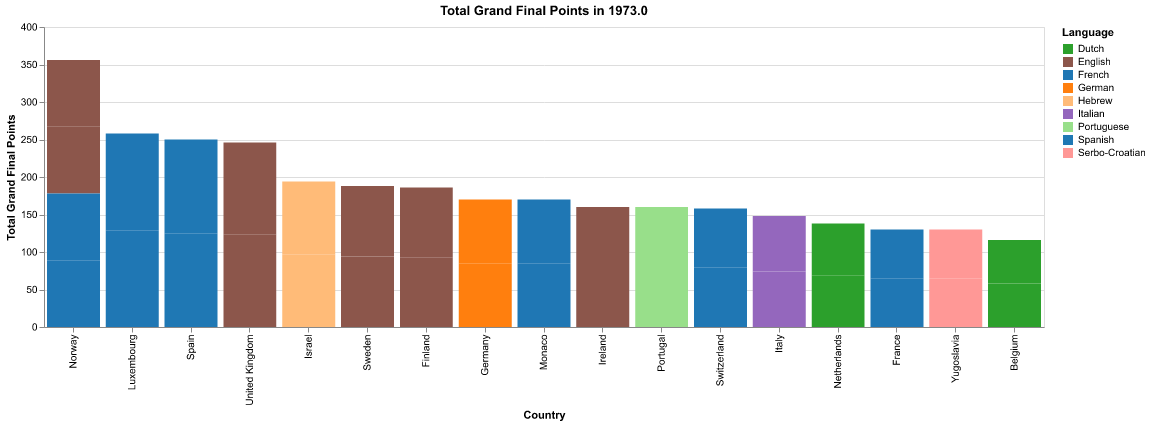 Total Grand Final Points in 1973.0
Total Grand Final Points
400
350
300
250
200
150
100
50
0
Norway
Luxembourg
Spain
United Kingdom
Israel
Sweden
Finland
Germany
Monaco
Ireland
Portugal
Switzerland
Italy
Netherlands
France
Yugoslavia
Belgium
Country
Language
Dutch
English
French
German
Hebrew
Italian
Portuguese
Spanish
Serbo-Croatian